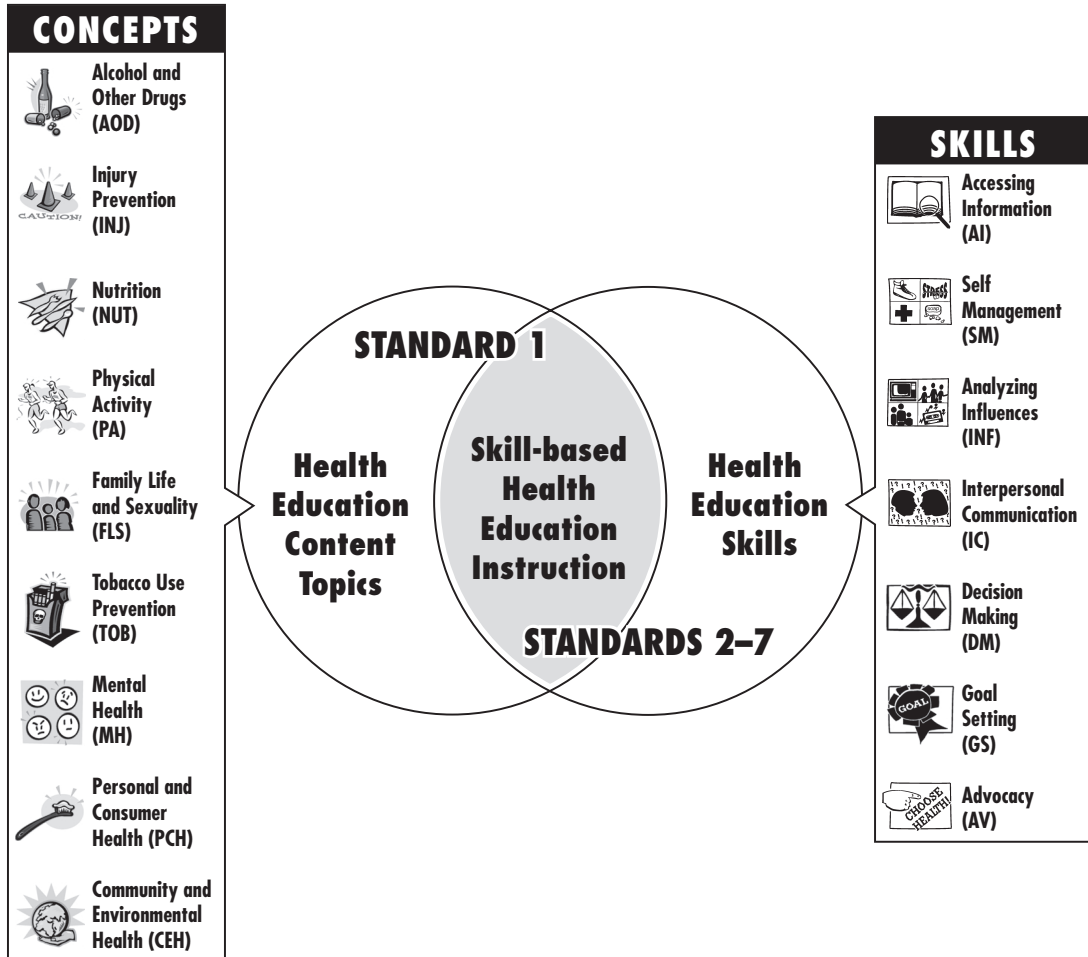 CONCEPTS
Alcohol and
Other Drugs
(AOD)
CAUTION!
Injury
Prevention
(INJ)
Nutrition
(NUT)
Physical
Activity
(PA)
Family Life
and Sexuality
(FLS)
Tobacco Use
Prevention
(TOB)
Mental
Health
(MH)
Personal and
Consumer
Health (PCH)
Community and
Environmental
Health (CEH)
STANDARD 1
Health
Education
Content
Topics
Skill-based
Health
Education
Instruction
Health
Education
Skills
STANDARDS 2–7
SKILLS
Accessing
Information
(AI)
STRESS
Self
Management
(SM)
Analyzing
Influences
(INF)
Interpersonal
Communication
(IC)
Decision
Making
(DM)
GOAL
Goal
Setting
(GS)
CHOOSE
HEALTH!
Advocacy
(AV)